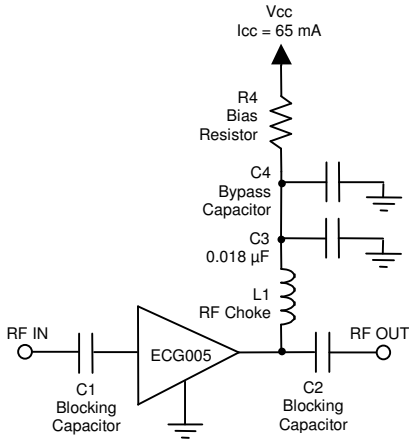 Vcc
Icc = 65 mA
R4
Bias
Resistor
C4
Bypass
Capacitor
C3
0.018 µF
L1
RF Choke
RF IN
ECG005
RF OUT
C1
Blocking
Capacitor
C2
Blocking
Capacitor